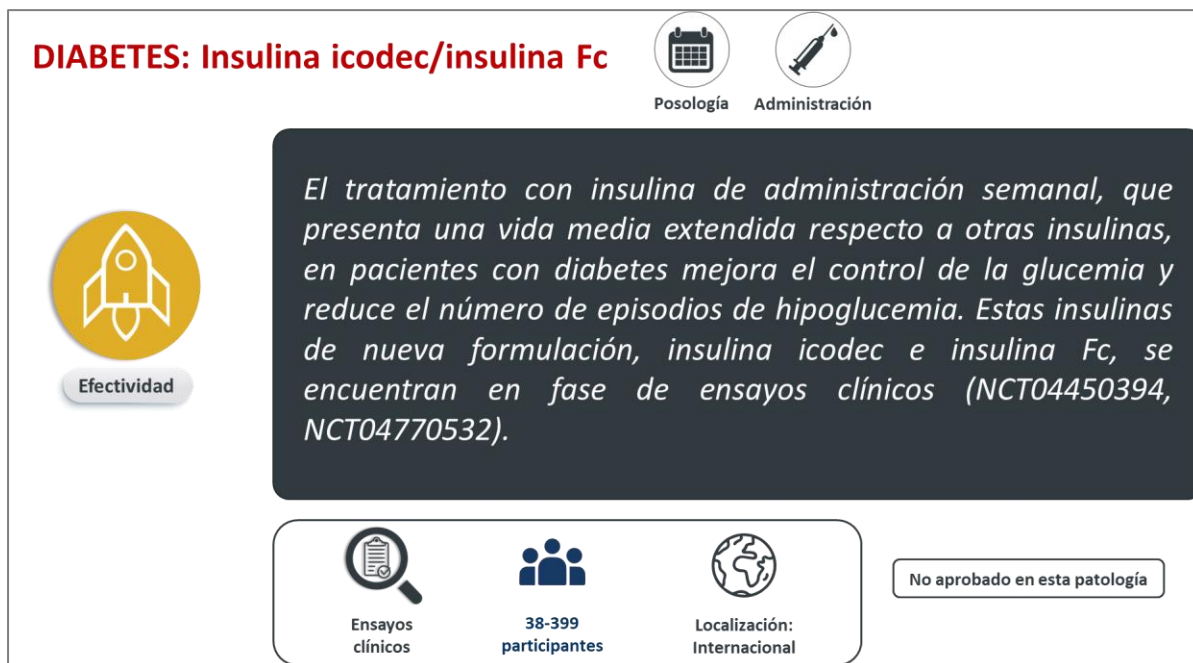 DIABETES: Insulina icodec/insulina Fc
Posología
Administración
El tratamiento con insulina de administración semanal, que
presenta una vida media extendida respecto a otras insulinas,
en pacientes con diabetes mejora el control de la glucemia y
reduce el número de episodios de hipoglucemia. Estas insulinas
de nueva formulación, insulina icodec e insulina Fc, se
encuentran en fase de ensayos clínicos (NCT04450394,
NCT04770532).
Efectividad
Ensayos
clínicos
38-399
participantes
Localización:
Internacional
No aprobado en esta patología